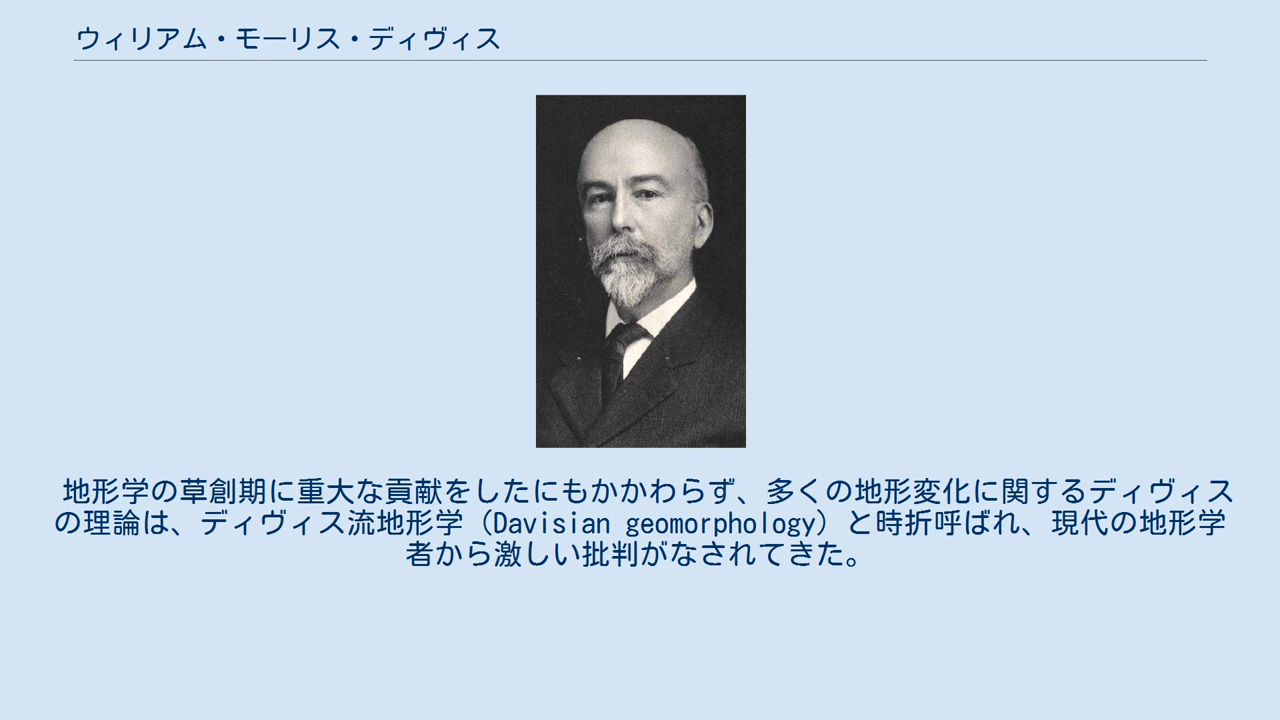 ウィリアム・モーリス・ディヴィス
地形学の草創期に重大な貢献をしたにもかかわらず、多くの地形変化に関するディヴィス
の理論は、ディヴィス流地形学（Davisian geomorphology）と時折呼ばれ、現代の地形学
者から激しい批判がなされてきた。